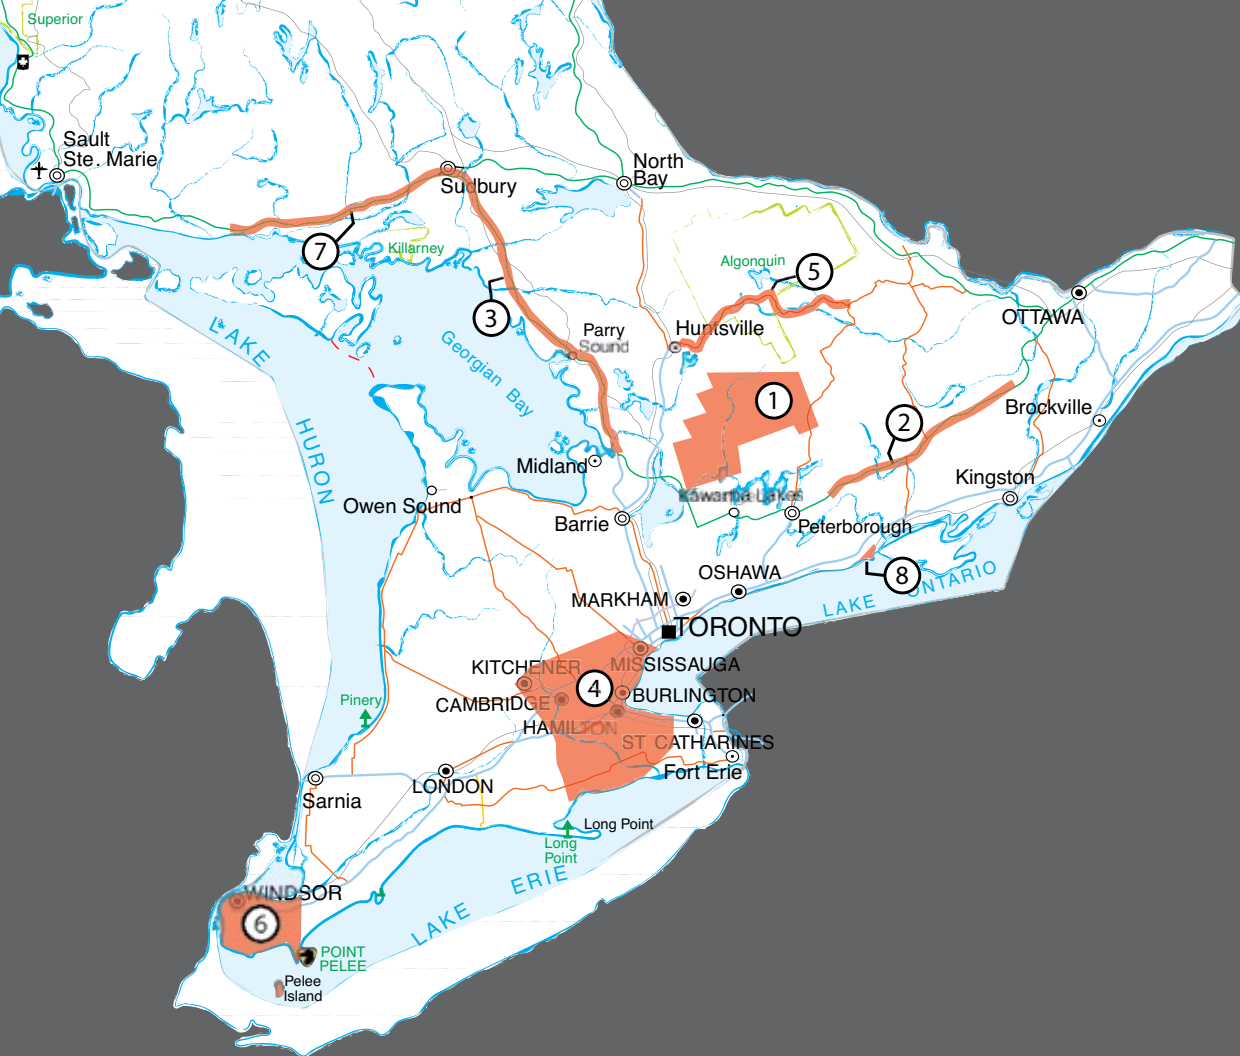 Superior
Sault
Ste. Marie
North
Bay
Sudbury
7
Killarney
Algonquin
5
3
OTTAWA
LAKE
HURON
Georgian Bay
Parry
Sound
Huntsville
1
2
Brockville
Midland
Kingston
Owen Sound
Kawartha Lakes
Barrie
Peterborough
OSHAWA
8
MARKHAM
LAKE ONTARIO
TORONTO
KITCHENER
MISSISSAUGA
4
CAMBRIDGE
BURLINGTON
Pinery
HAMILTON
ST CATHARINES
Fort Erie
LONDON
Sarnia
Long Point
Long
Point
LAKE ERIE
WINDSOR
6
POINT
PELEE
Pelee
Island